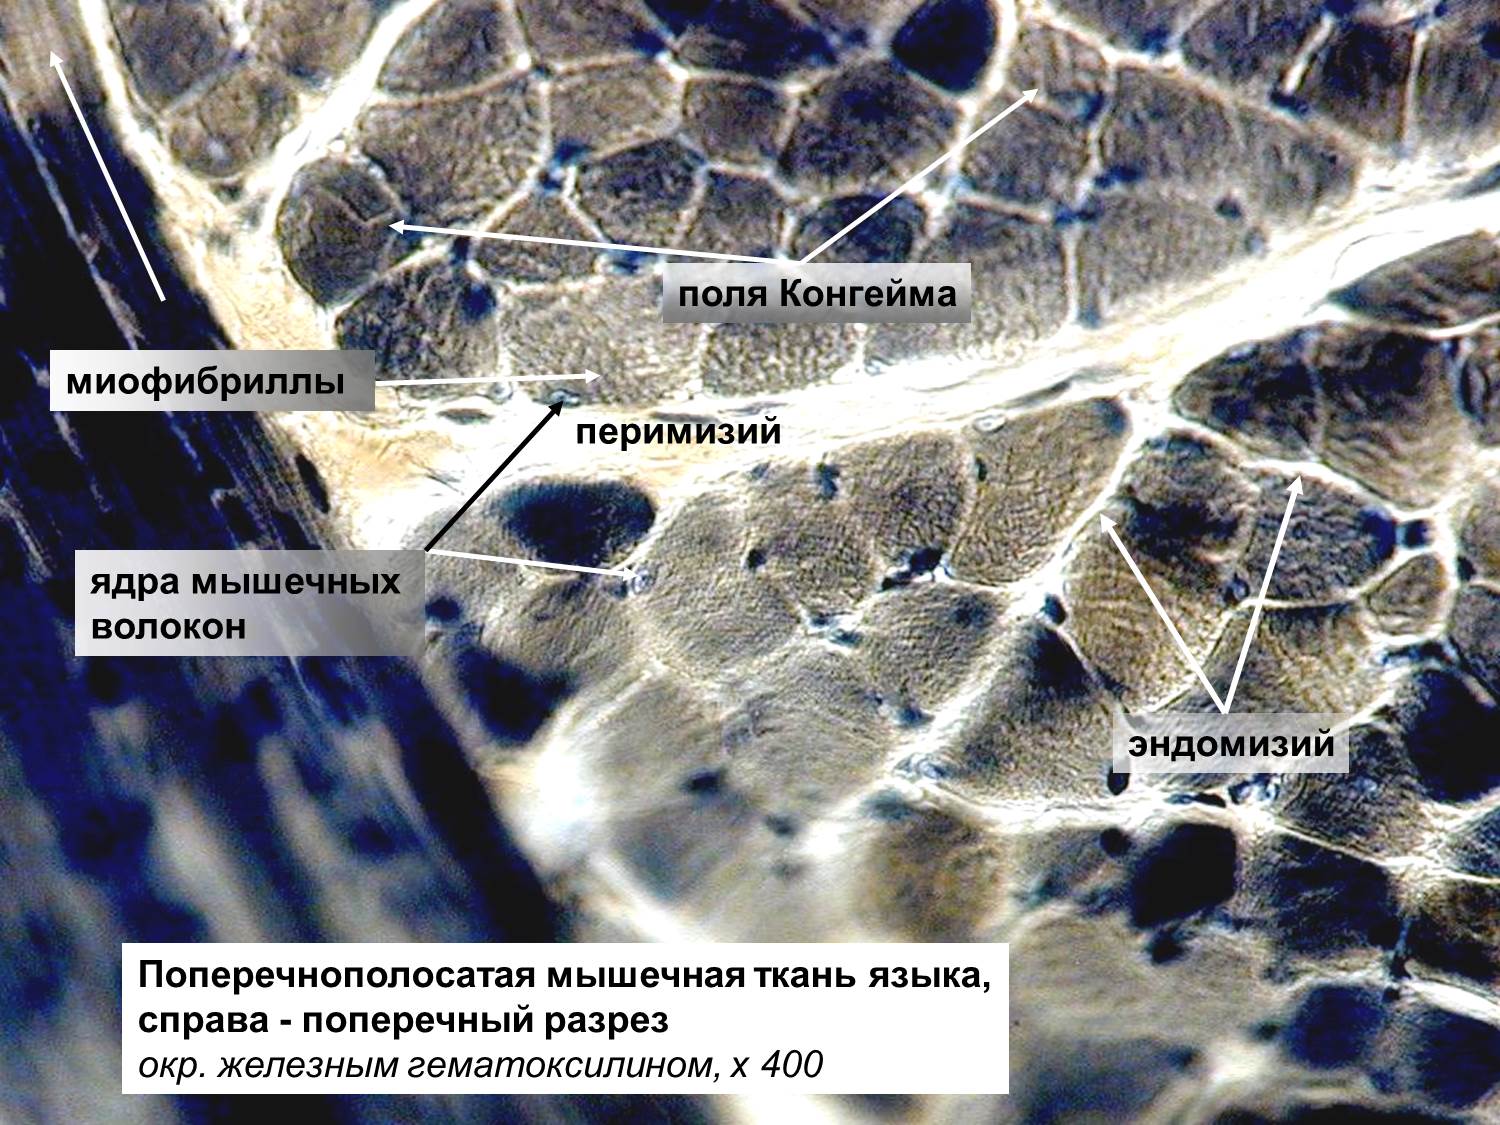 поля Конгейма
миофибриллы
перимизий
ядра мышечных
волокон
эндомизий
Поперечнополосатая мышечная ткань языка,
справа - поперечный разрез
окр. железным гематоксилином, х 400